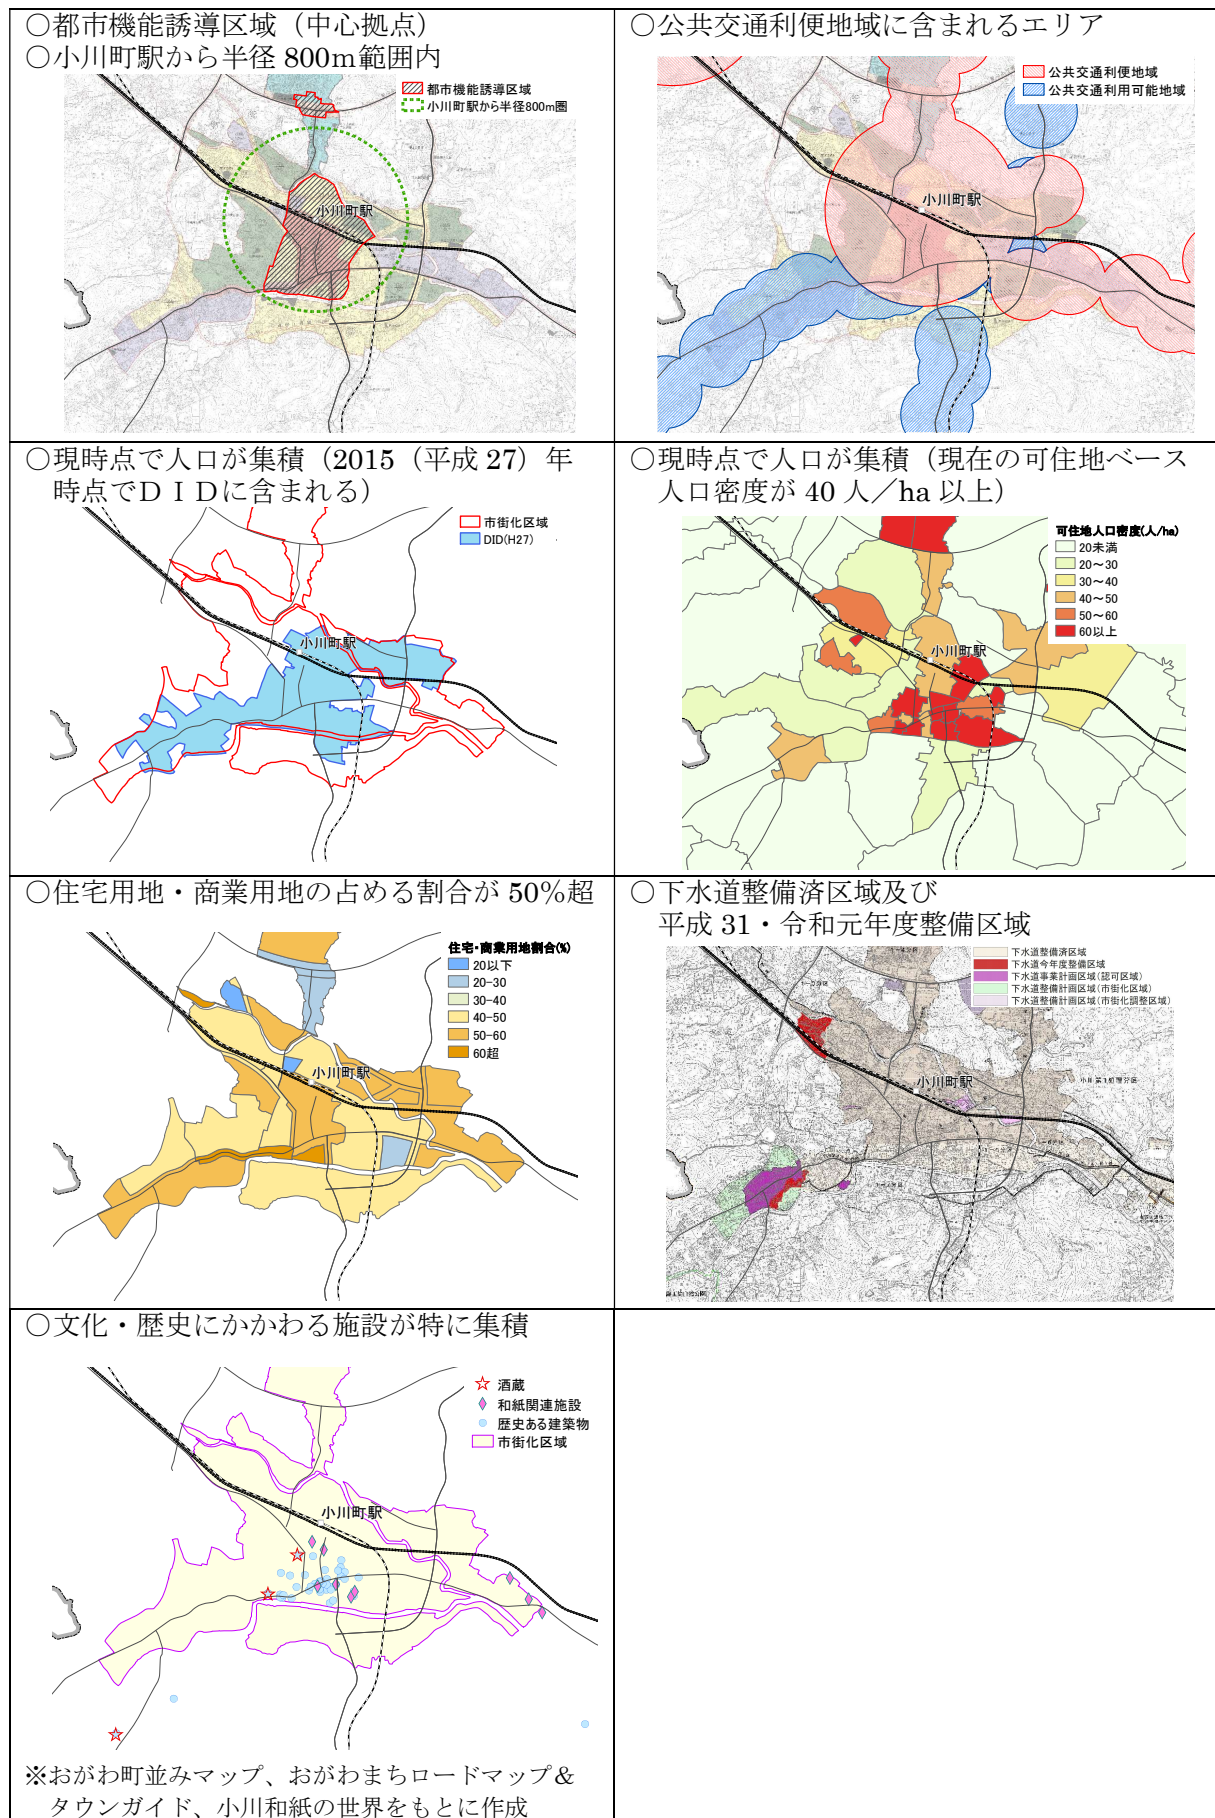 ○都市機能誘導区域（中心拠点）
○小川町駅から半径 800ｍ範囲内
都市機能誘導区域
小川町駅から半径800m圏
小川町駅
○公共交通利便地域に含まれるエリア
公共交通利便地域
公共交通利用可能地域
小川町駅
○現時点で人口が集積（2015（平成 27）年
時点でＤＩＤに含まれる）
市街化区域
DID(H27)
小川町駅
○現時点で人口が集積（現在の可住地ベース
人口密度が 40 人／ha 以上）
可住地人口密度(人/ha)
20未満
20～30
30～40
40～50
50～60
60以上
小川町駅
○住宅用地・商業用地の占める割合が 50％超
住宅・商業用地割合(%)
20以下
20-30
30-40
40-50
50-60
60超
小川町駅
○下水道整備済区域及び
平成 31・令和元年度整備区域
下水道整備済区域
下水道今年度整備区域
下水道事業計画区域(認可区域)
下水道整備計画区域(市街化区域)
下水道整備計画区域(市街化調整区域)
小川町駅
小川第1処理分区
○文化・歴史にかかわる施設が特に集積
酒蔵
和紙関連施設
歴史ある建築物
市街化区域
小川町駅
※おがわ町並みマップ、おがわまちロードマップ＆
タウンガイド、小川和紙の世界をもとに作成